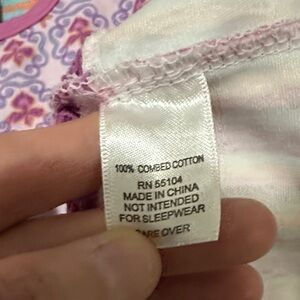 100% COMBED COTTON
RN 55104
MADE IN CHINA
NOT INTENDED
FOR SLEEPWEAR
CARE OVER